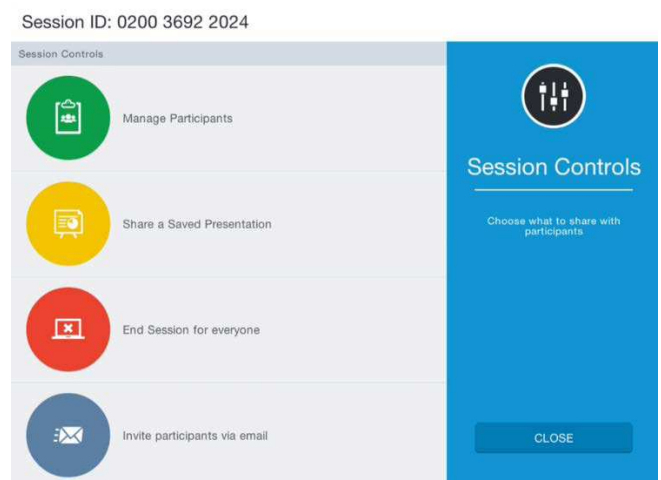 Session ID: 0200 3692 2024
Session Controls
Manage Participants
Share a Saved Presentation
End Session for everyone
Invite participants via email
Session Controls
Choose what to share with
participants
CLOSE